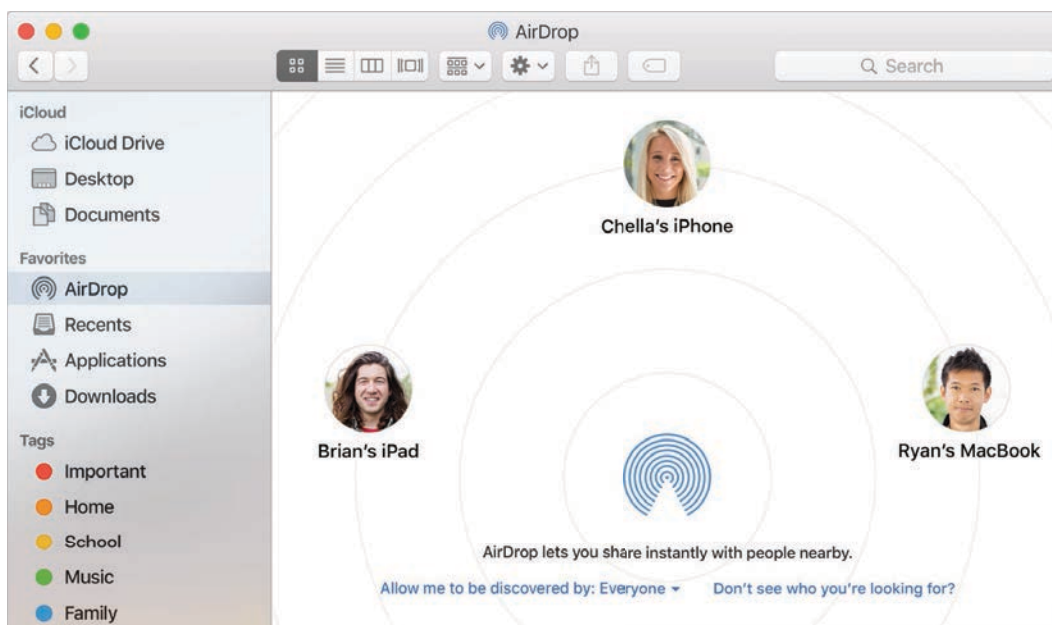 AirDrop
Search
iCloud
iCloud Drive
Desktop
Documents
Favorites
AirDrop
Recents
Applications
Downloads
Tags
Important
Home
School
Music
Family
Chella's iPhone
Brian's iPad
Ryan's MacBook
AirDrop lets you share instantly with people nearby.
Allow me to be discovered by: Everyone Don't see who you're looking for?